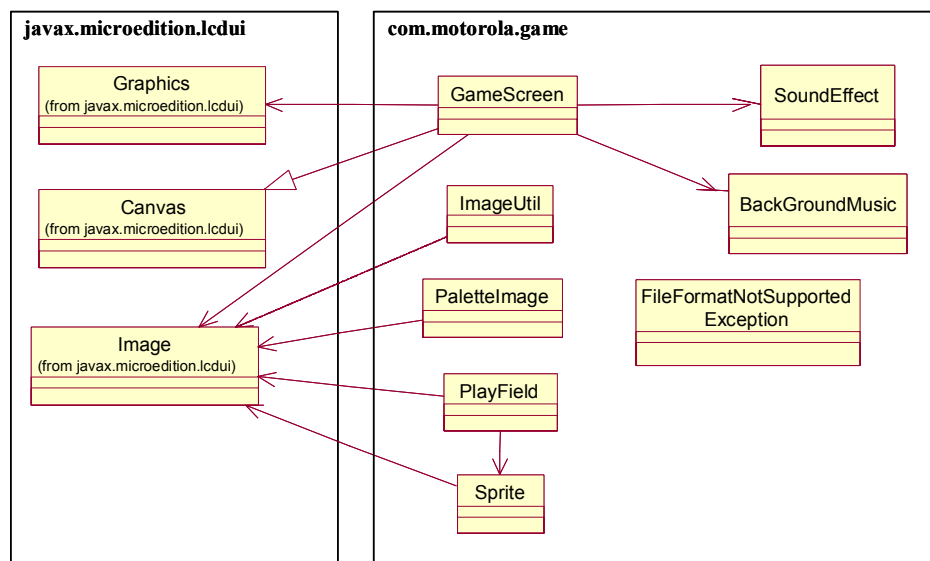 javax.microedition.lcdui
Graphics
(from javax.microedition.lcdui)
Canvas
(from javax.microedition.lcdui)
Image
(from javax.microedition.lcdui)
com.motorola.game
GameScreen
SoundEffect
ImageUtil
BackGroundMusic
PaletteImage
FileFormatNotSupported
Exception
PlayField
Sprite